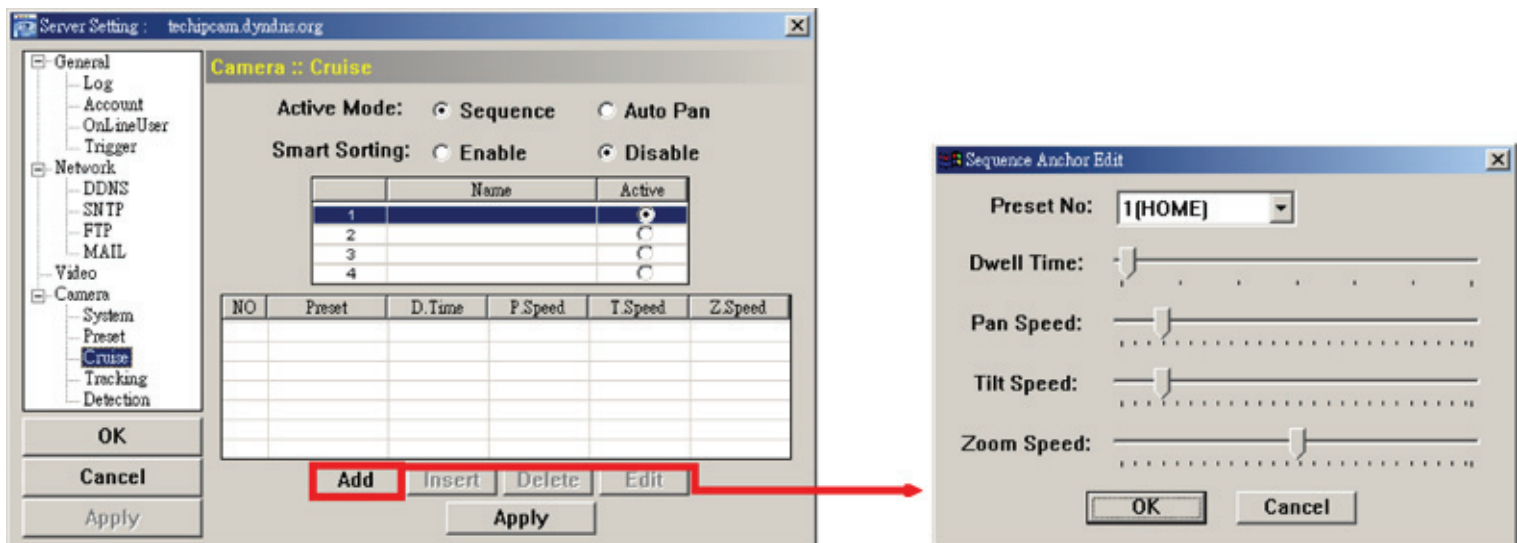 Server Setting : techipcam.dyndns.org
General
Log
Account
OnLineUser
Trigger
Network
DDNS
SNTP
FTP
MAIL
Video
Camera
System
Preset
Cruise
Tracking
Detection
OK
Cancel
Apply
Camera :: Cruise
Active Mode: Sequence Auto Pan
Smart Sorting: Enable Disable
Name Active
1
2
3
4
NO Preset D.Time P.Speed T.Speed Z.Speed
Add Insert Delete Edit
Apply
Sequence Anchor Edit
Preset No: 1(HOME)
Dwell Time:
Pan Speed:
Tilt Speed:
Zoom Speed:
OK Cancel